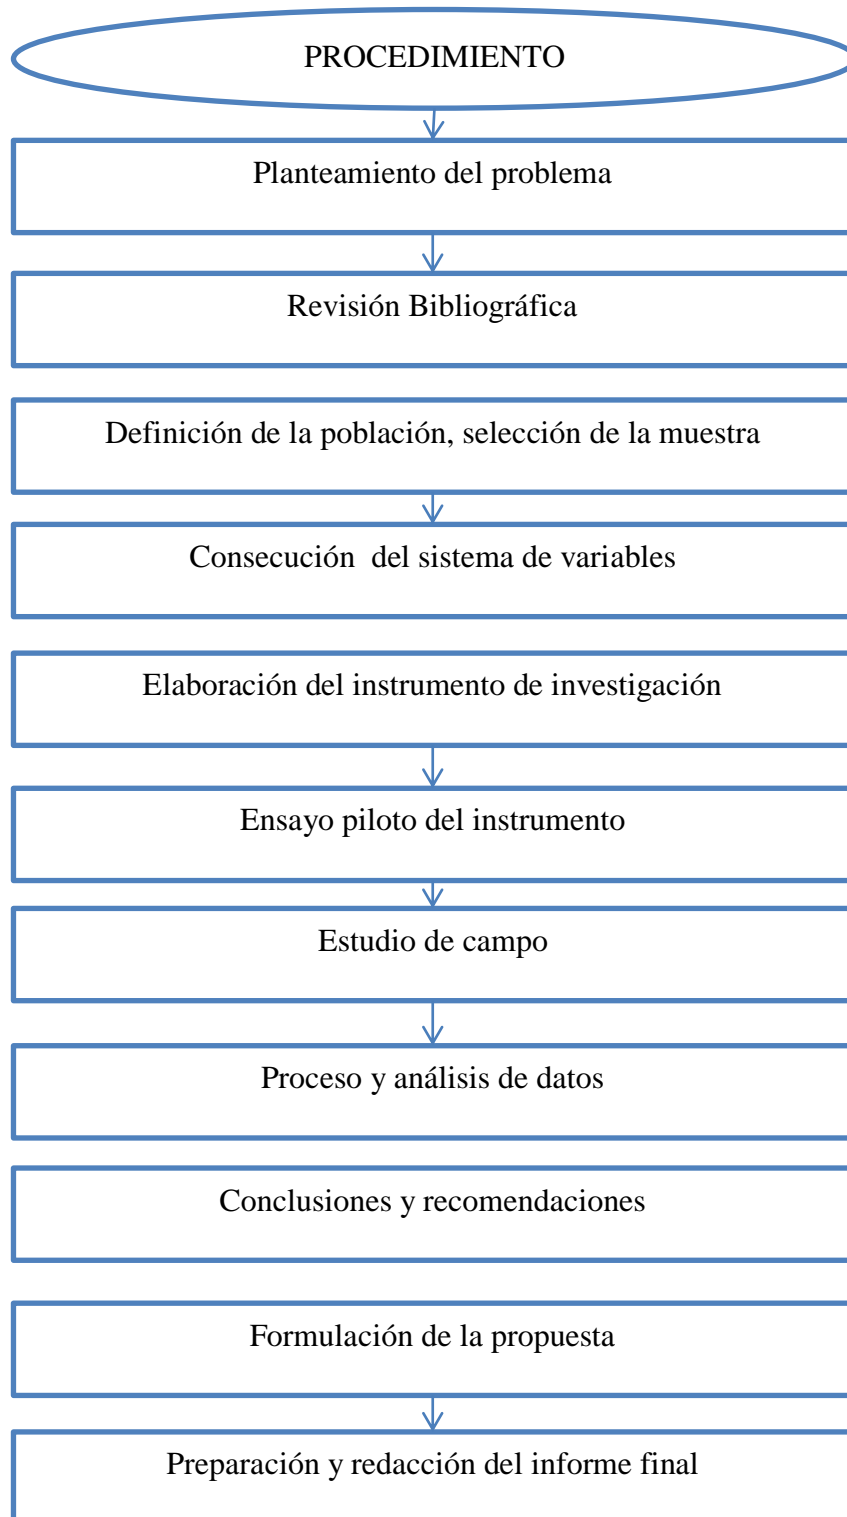 PROCEDIMIENTO
Planteamiento del problema
Revisión Bibliográfica
Definición de la población, selección de la muestra
Consecución  del sistema de variables
Elaboración del instrumento de investigación
Ensayo piloto del instrumento
Estudio de campo
Proceso y análisis de datos
Conclusiones y recomendaciones
Formulación de la propuesta
Preparación y redacción del informe final